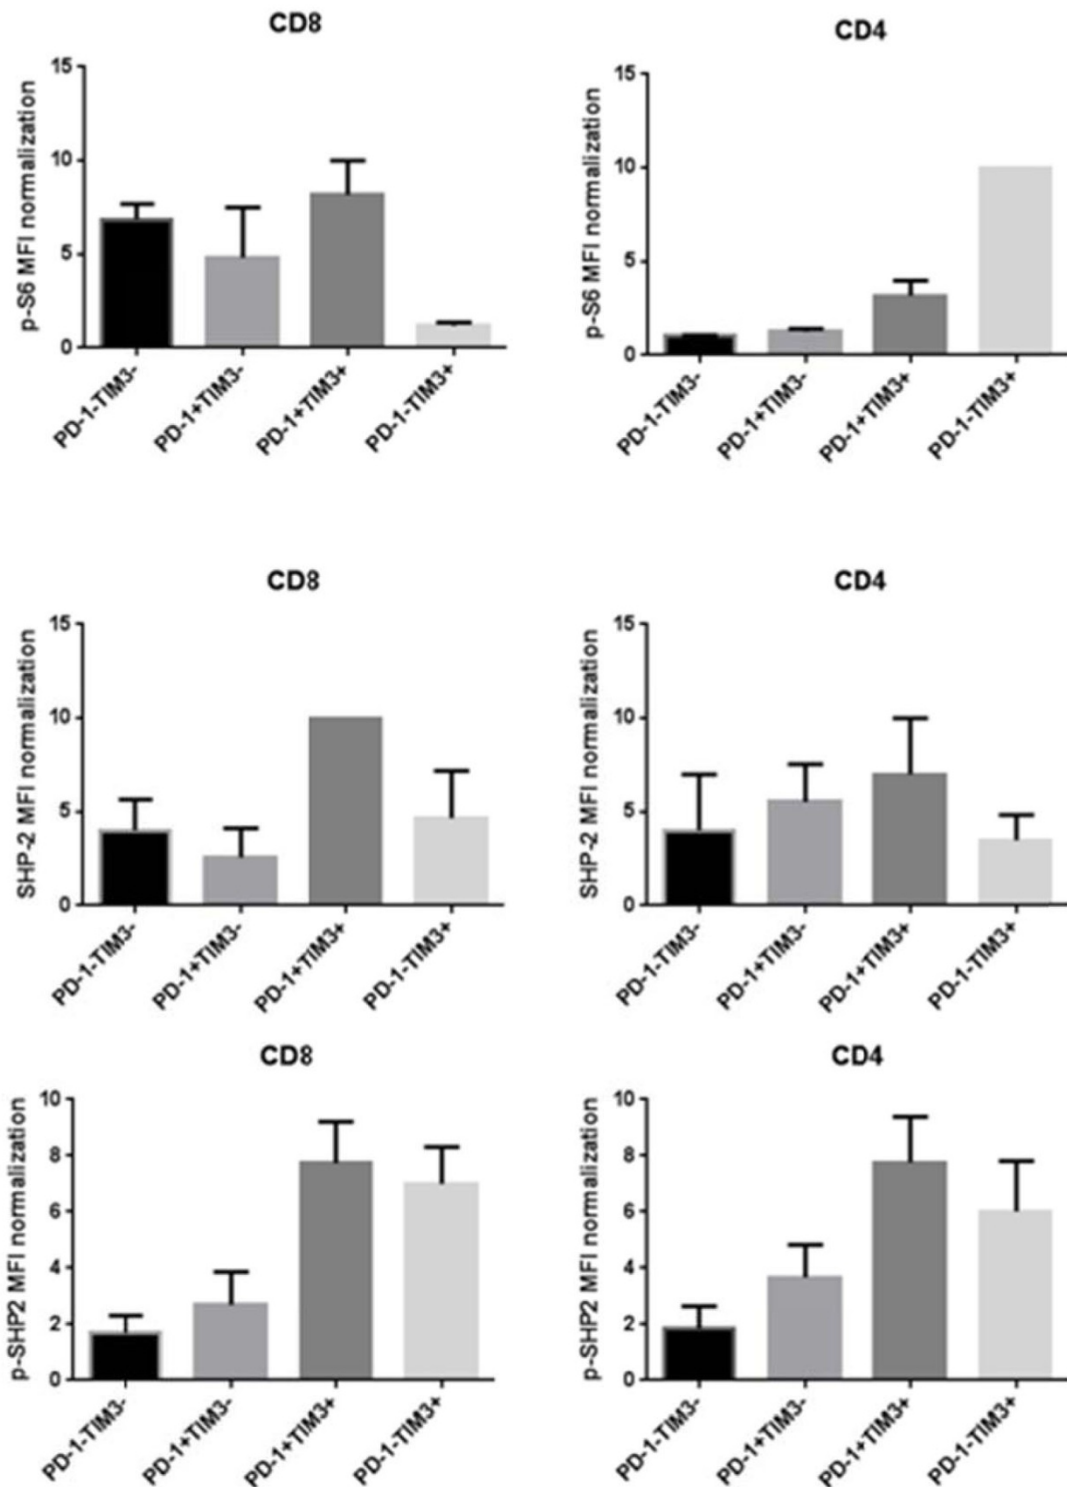 CD8
p-S6 MFI normalization
15
10
5
0
PD-1-TIM3-
PD-1+TIM3-
PD-1+TIM3+
PD-1-TIM3+
CD4
p-S6 MFI normalization
15
10
5
0
PD-1-TIM3-
PD-1+TIM3-
PD-1+TIM3+
PD-1-TIM3+
CD8
SHP-2 MFI normalization
15
10
5
0
PD-1-TIM3-
PD-1+TIM3-
PD-1+TIM3+
PD-1-TIM3+
CD4
SHP-2 MFI normalization
15
10
5
0
PD-1-TIM3-
PD-1+TIM3-
PD-1+TIM3+
PD-1-TIM3+
CD8
p-SHP2 MFI normalization
10
8
6
4
2
0
PD-1-TIM3-
PD-1+TIM3-
PD-1+TIM3+
PD-1-TIM3+
CD4
p-SHP2 MFI normalization
10
8
6
4
2
0
PD-1-TIM3-
PD-1+TIM3-
PD-1+TIM3+
PD-1-TIM3+